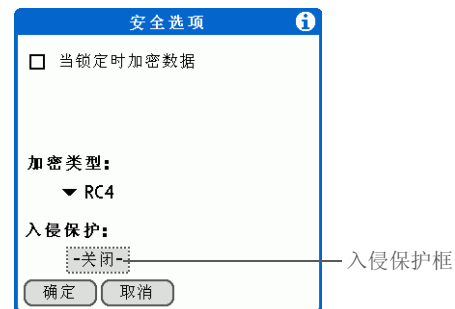 安全选项
当锁定时加密数据
加密类型:
RC4
入侵保护:
-关闭-
入侵保护框
确定 取消